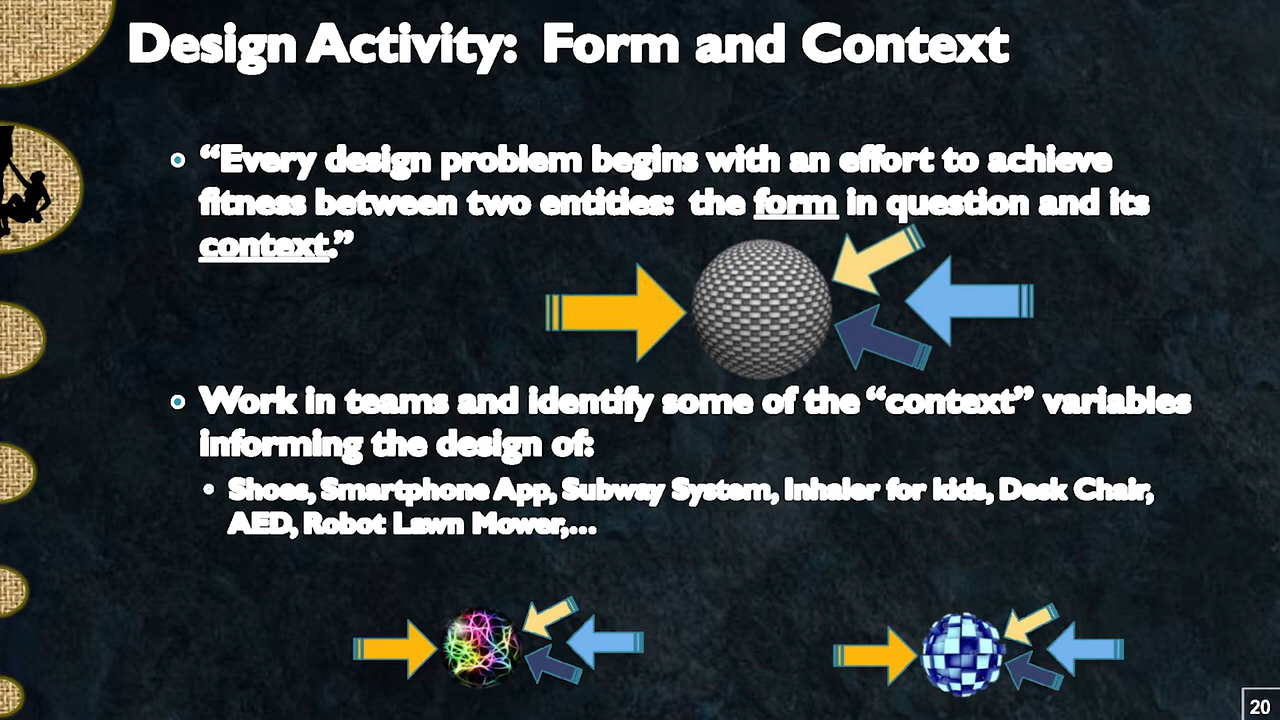 Design Activity: Form and Context
“Every design problem begins with an effort to achieve
fitness between two entities: the form in question and its
context.”
Work in teams and identify some of the “context” variables
informing the design of:
Shoes, Smartphone App, Subway System, Inhaler for kids, Desk Chair,
AED, Robot Lawn Mower,...
20